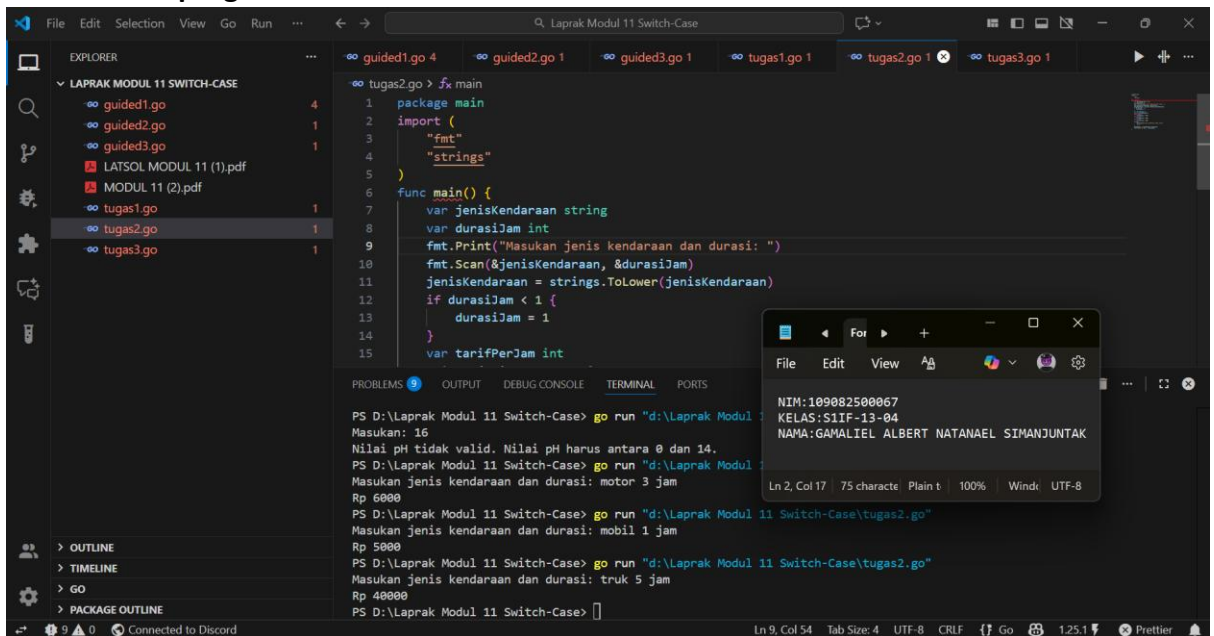 File Edit Selection View Go Run ... Laprak Modul 11 Switch-Case
EXPLORER ...
LAPRAK MODUL 11 SWITCH-CASE
guided1.go 4
guided2.go 1
guided3.go 1
LATSOL MODUL 11 (1).pdf
MODUL 11 (2).pdf
tugas1.go 1
tugas2.go 1
tugas3.go 1
OUTLINE
TIMELINE
GO
PACKAGE OUTLINE
guided1.go 4 guided2.go 1 guided3.go 1 tugas1.go 1 tugas2.go 1 tugas3.go 1 ...
tugas2.go > main
1 package main
2 import (
3 "fmt"
4 "strings"
5 )
6 func main() {
7 var jenisKendaraan string
8 var durasiJam int
9 fmt.Print("Masukan jenis kendaraan dan durasi: ")
10 fmt.Scan(&jenisKendaraan, &durasiJam)
11 jenisKendaraan = strings.ToLower(jenisKendaraan)
12 if durasiJam < 1 {
13 durasiJam = 1
14 }
15 var tarifPerJam int
PROBLEMS 9 OUTPUT DEBUG CONSOLE TERMINAL PORTS ...
PS D:\Laprak Modul 11 Switch-Case> go run "d:\Laprak Modul
Masukan: 16
Nilai pH tidak valid. Nilai pH harus antara 0 dan 14.
PS D:\Laprak Modul 11 Switch-Case> go run "d:\Laprak Modul
Masukan jenis kendaraan dan durasi: motor 3 jam
Rp 6000
PS D:\Laprak Modul 11 Switch-Case> go run "d:\Laprak Modul 11 Switch-Case\tugas2.go"
Masukan jenis kendaraan dan durasi: mobil 1 jam
Rp 5000
PS D:\Laprak Modul 11 Switch-Case> go run "d:\Laprak Modul 11 Switch-Case\tugas2.go"
Masukan jenis kendaraan dan durasi: truk 5 jam
Rp 40000
PS D:\Laprak Modul 11 Switch-Case>
For
File Edit View
NIM:109082500067
KELAS:S1IF-13-04
NAMA:GAMALIEL ALBERT NATANAEL SIMANJUNTAK
Ln 2, Col 17 75 characte Plain t 100% Windo UTF-8
9 0 Connected to Discord Ln 9, Col 54 Tab Size: 4 UTF-8 CRLF Go 1.25.1 Prettier